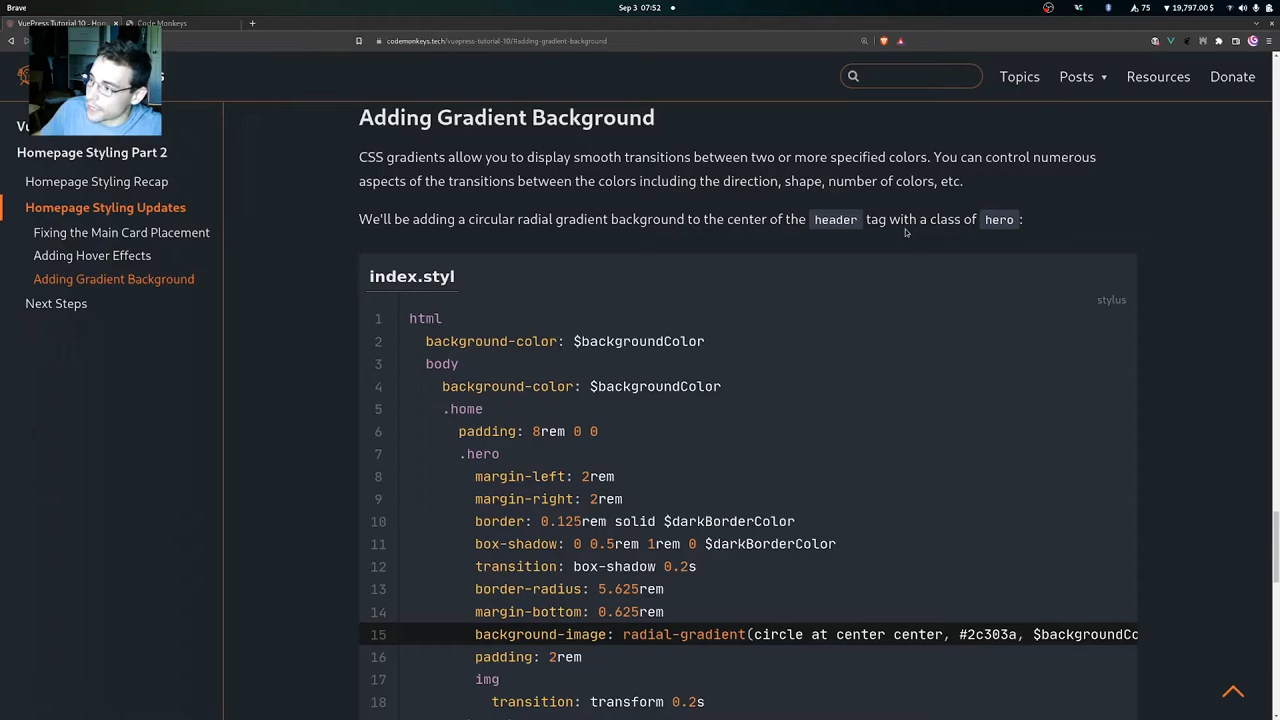 Brave
Sep 3 07:52
75
19,797.00 $
VuePress Tutorial 10 - Ho
Code Monkeys
codemonkeys.tech/vuepress-tutorial-10/#adding-gradient-background
Topics
Posts
Resources
Donate
Homepage Styling Part 2
Homepage Styling Recap
Homepage Styling Updates
Fixing the Main Card Placement
Adding Hover Effects
Adding Gradient Background
Next Steps
Adding Gradient Background
CSS gradients allow you to display smooth transitions between two or more specified colors. You can control numerous
aspects of the transitions between the colors including the direction, shape, number of colors, etc.
We'll be adding a circular radial gradient background to the center of the header tag with a class of hero :
index.styl
stylus
1 html
2 background-color: $backgroundColor
3 body
4 background-color: $backgroundColor
5 .home
6 padding: 8rem 0 0
7 .hero
8 margin-left: 2rem
9 margin-right: 2rem
10 border: 0.125rem solid $darkBorderColor
11 box-shadow: 0 0.5rem 1rem 0 $darkBorderColor
12 transition: box-shadow 0.2s
13 border-radius: 5.625rem
14 margin-bottom: 0.625rem
15 background-image: radial-gradient(circle at center center, #2c303a, $backgroundCo
16 padding: 2rem
17 img
18 transition: transform 0.2s